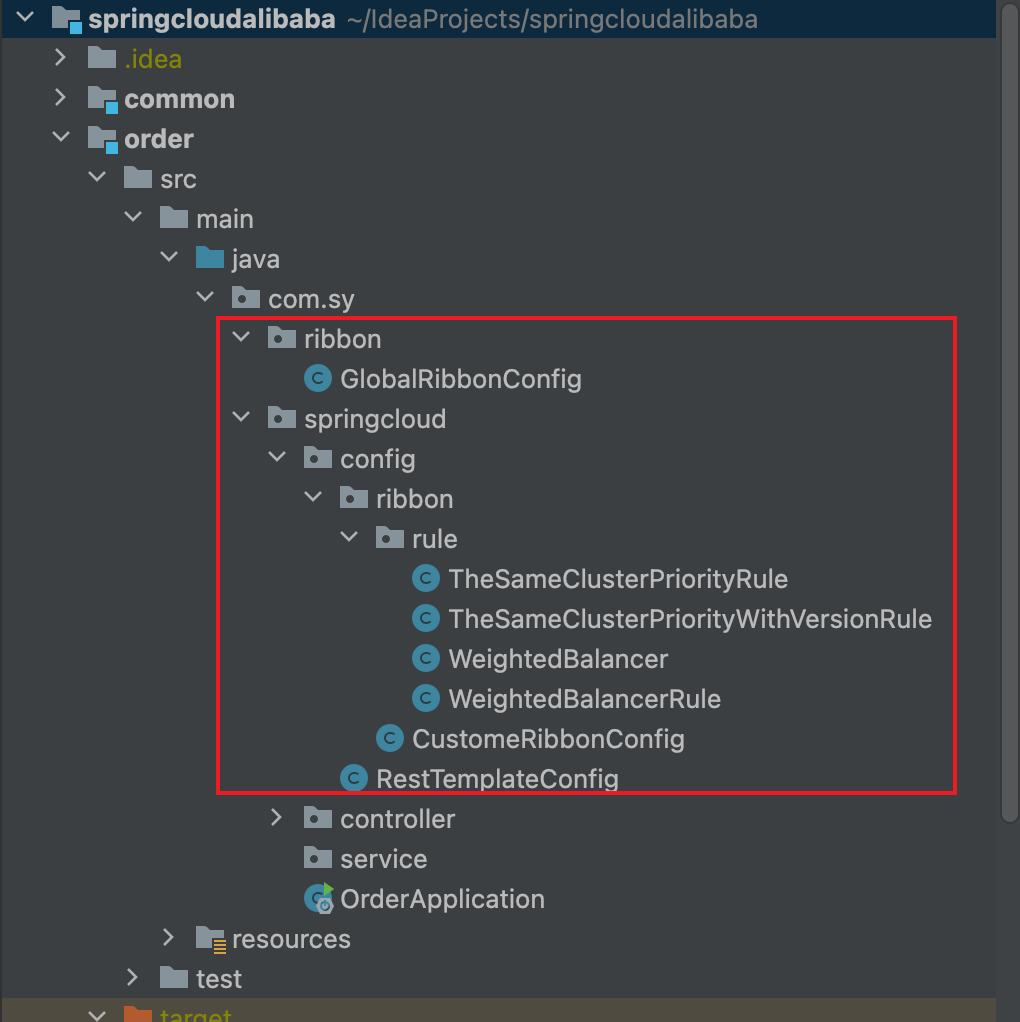 springcloudalibaba ~/IdeaProjects/springcloudalibaba
.idea
common
order
src
main
java
com.sy
ribbon
GlobalRibbonConfig
springcloud
config
ribbon
rule
TheSameClusterPriorityRule
TheSameClusterPriorityWithVersionRule
WeightedBalancer
WeightedBalancerRule
CustomeRibbonConfig
RestTemplateConfig
controller
service
OrderApplication
resources
test
target